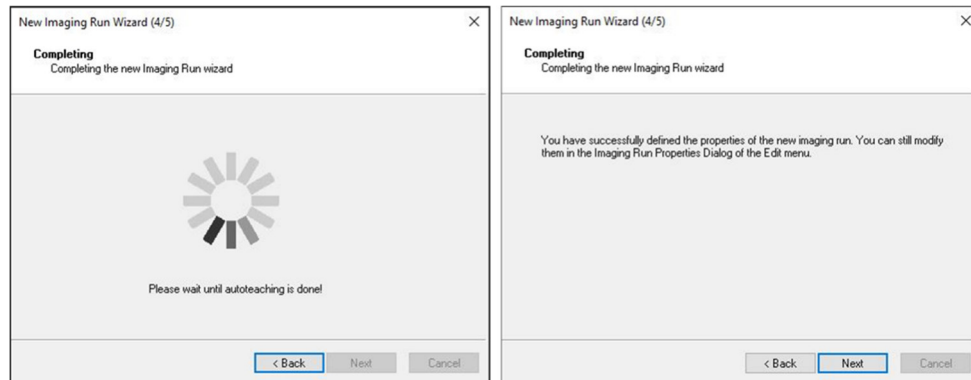 New Imaging Run Wizard (4/5)
Completing
Completing the new Imaging Run wizard
Please wait until autoteaching is done!
< Back
Next
Cancel
New Imaging Run Wizard (4/5)
Completing
Completing the new Imaging Run wizard
You have successfully defined the properties of the new imaging run. You can still modify
them in the Imaging Run Properties Dialog of the Edit menu.
< Back
Next
Cancel